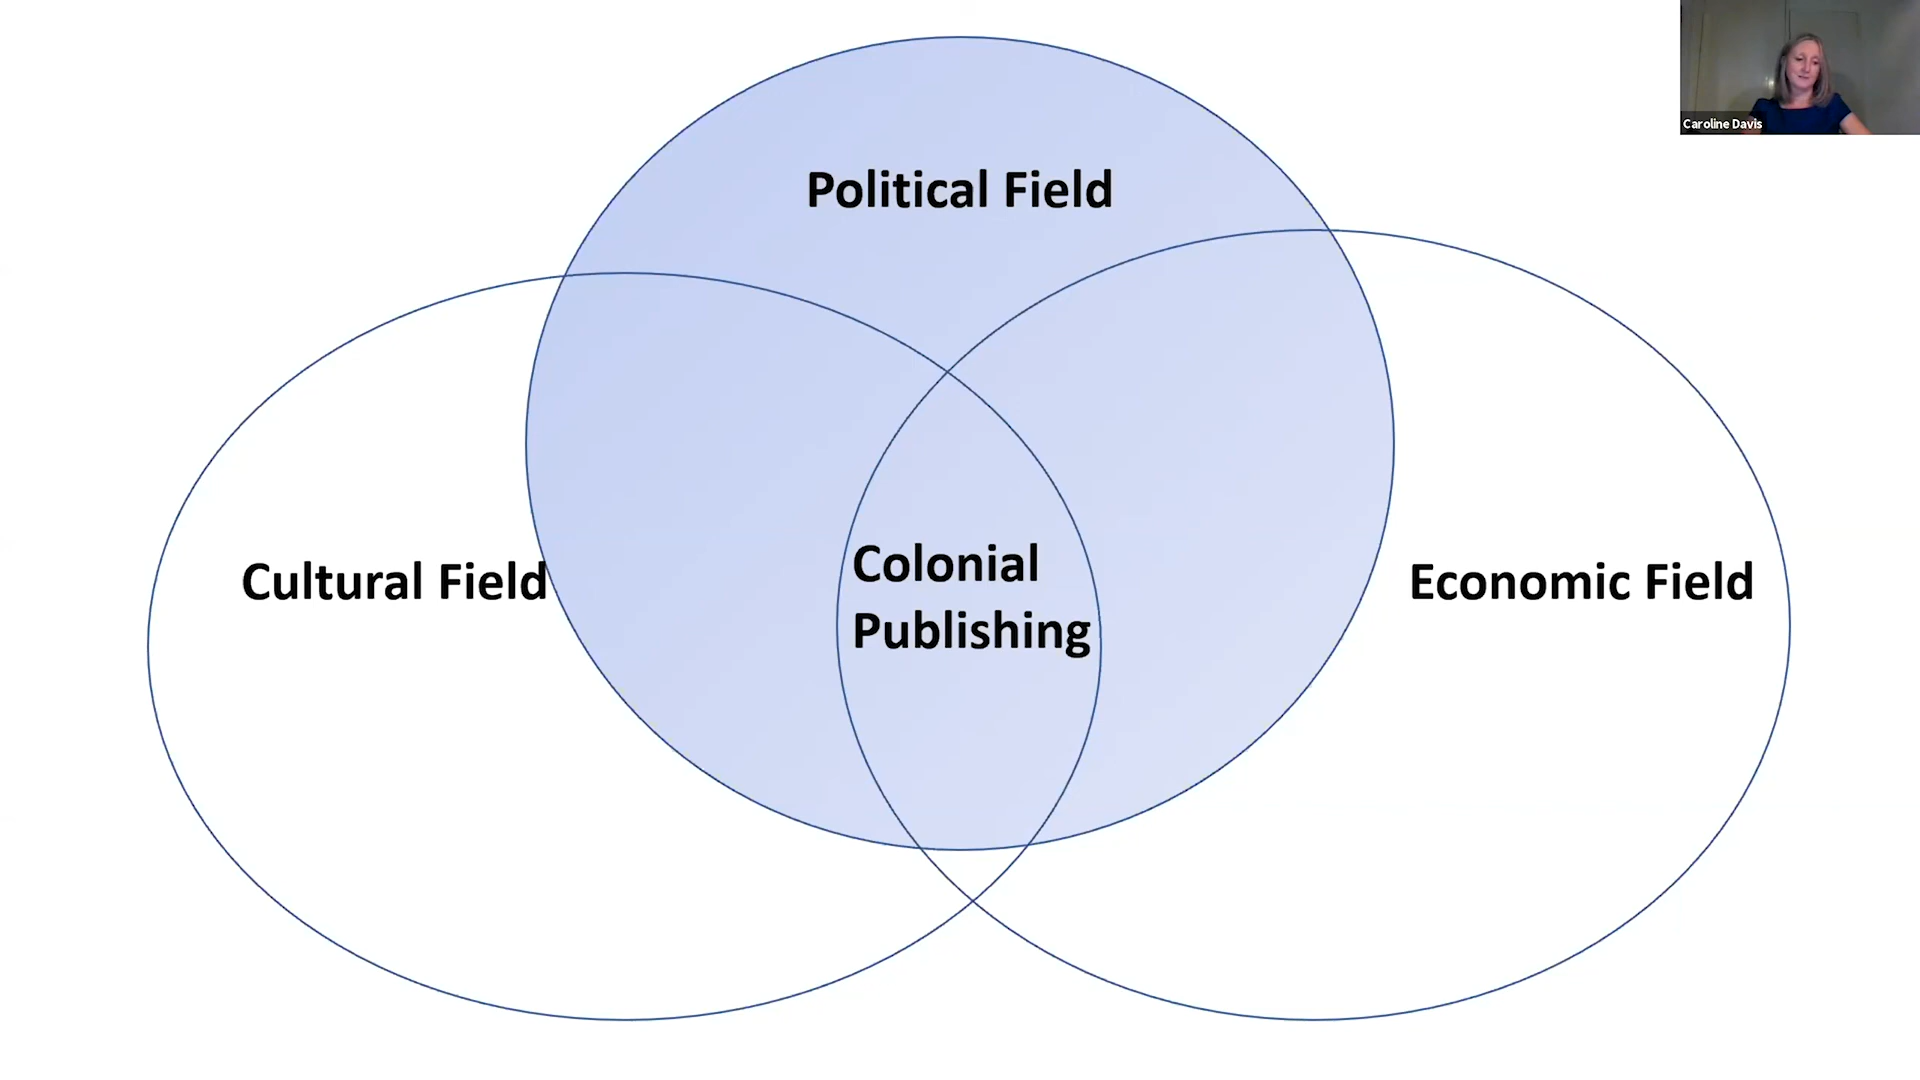 Political Field
Caroline Davis
Cultural Field
Colonial
Publishing
Economic Field